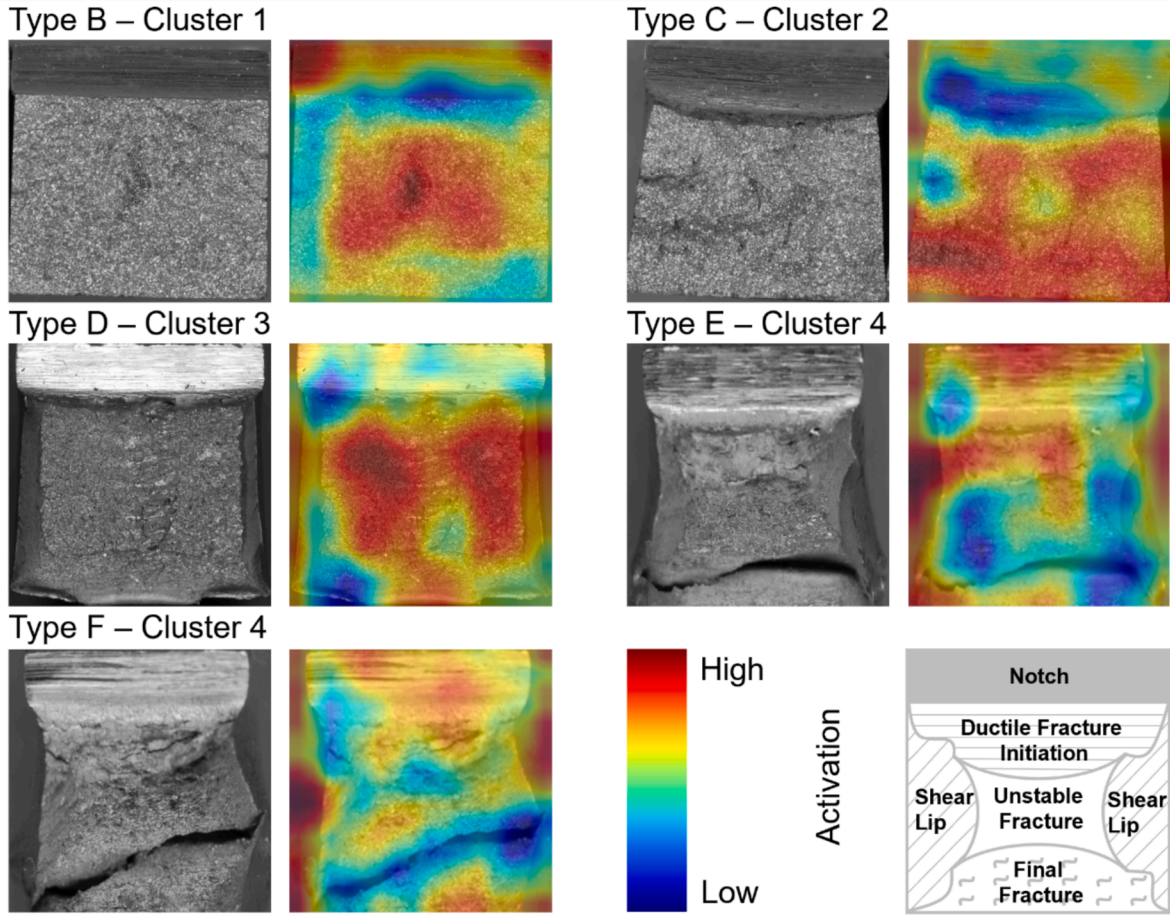 Type B – Cluster 1
Type C – Cluster 2
Type D – Cluster 3
Type E – Cluster 4
Type F – Cluster 4
High
Activation
Low
Notch
Ductile Fracture
Initiation
Shear
Lip
Unstable
Fracture
Shear
Lip
Final
Fracture